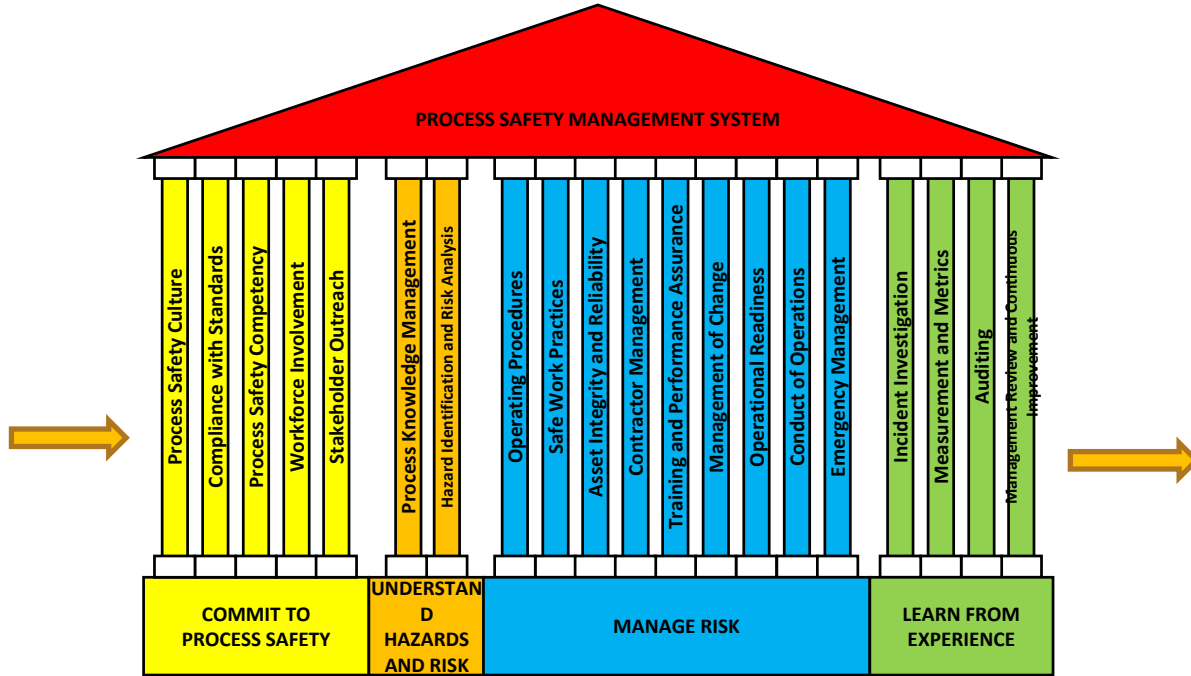 PROCESS SAFETY MANAGEMENT SYSTEM
Process Safety Culture
Compliance with Standards
Process Safety Competency
Workforce Involvement
Stakeholder Outreach
Process Knowledge Management
Hazard Identification and Risk Analysis
Operating Procedures
Safe Work Practices
Asset Integrity and Reliability
Contractor Management
Training and Performance Assurance
Management of Change
Operational Readiness
Conduct of Operations
Emergency Management
Incident Investigation
Measurement and Metrics
Auditing
Management Review and Continuous
Improvement
COMMIT TO
PROCESS SAFETY
UNDERSTAN
D
HAZARDS
AND RISK
MANAGE RISK
LEARN FROM
EXPERIENCE